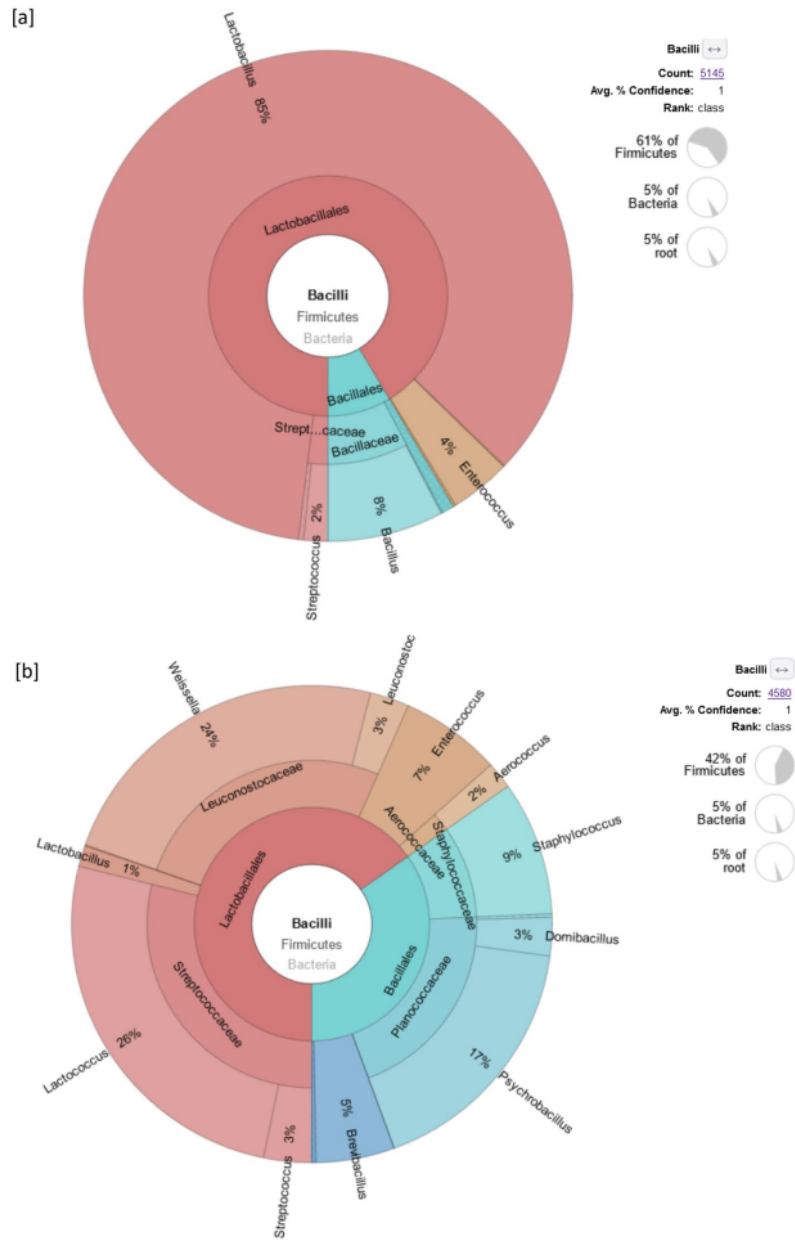 [a]
Lactobacillus 85%
Lactobacillales
Bacilli
Firmicutes
Bacteria
Bacillales
Strept...caceae
Bacillaceae
4% Enterococcus
8% Bacillus
Streptococcus 2%
Bacilli ↔
Count: 5145
Avg. % Confidence: 1
Rank: class
61% of
Firmicutes
5% of
Bacteria
5% of
root
[b]
Weissella 24%
3% Leuconostoc
7% Enterococcus
2% Aerococcus
Leuconostocaceae
Aerococcaceae
Staphylococcaceae
9% Staphylococcus
Lactobacillus 1%
Lactobacillales
Bacilli
Firmicutes
Bacteria
Bacillales
3% Domibacillus
Planococcaceae
Streptococcaceae
Lactococcus 26%
17% Psychrobacillus
5% Brevibacillus
Streptococcus 3%
Bacilli ↔
Count: 4580
Avg. % Confidence: 1
Rank: class
42% of
Firmicutes
5% of
Bacteria
5% of
root